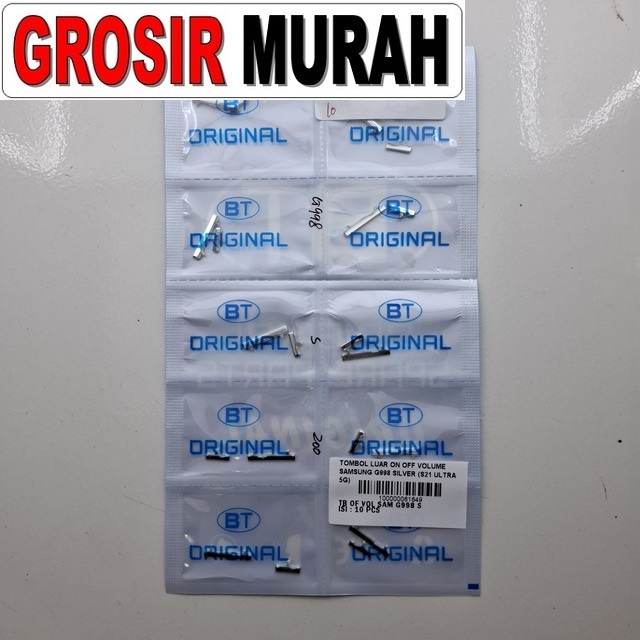 GROSIR MURAH
10
BT
ORIGINAL
ORIGINAL
G998
BT
ORIGINAL
BT
ORIGINAL
S
BT
ORIGINAL
BT
ORIGINAL
200
BT
ORIGINAL
BT
ORIGINAL
TOMBOL LUAR ON OFF VOLUME
SAMSUNG G998 SILVER (S21 ULTRA
5G)
100000061649
TB OF VOL SAM G998 S
ISI : 10 PCS
BT
ORIGINAL
ORIGINAL